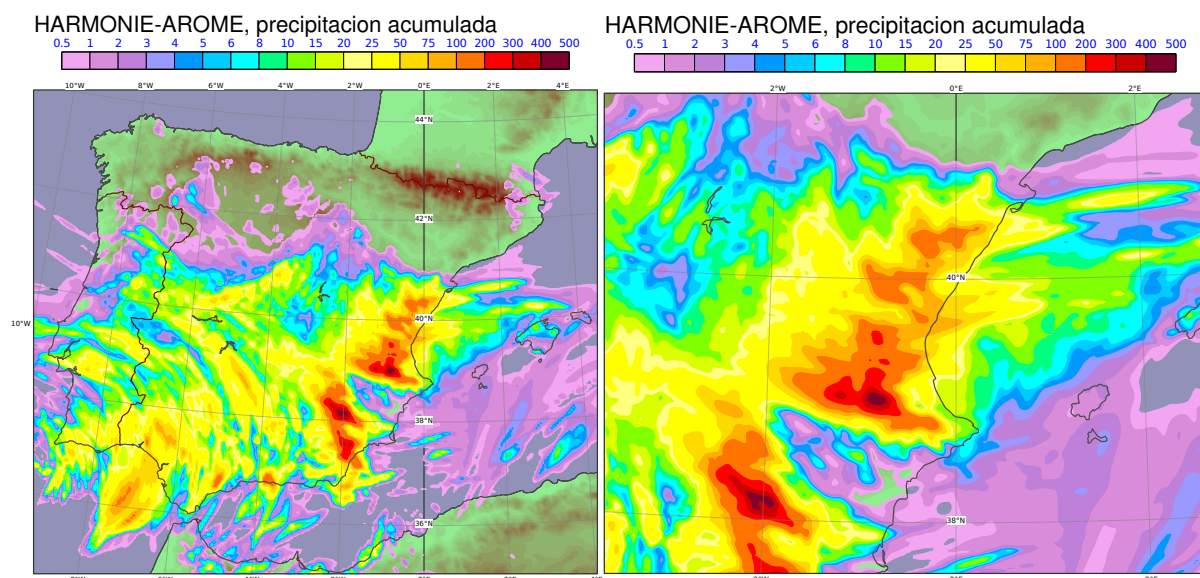 HARMONIE-AROME, precipitacion acumulada
0.5 1 2 3 4 5 6 8 10 15 20 25 50 75 100 200 300 400 500
10°W 8°W 6°W 4°W 2°W 0°E 2°E 4°E
44°N
42°N
10°W
40°N
38°N
36°N
HARMONIE-AROME, precipitacion acumulada
0.5 1 2 3 4 5 6 8 10 15 20 25 50 75 100 200 300 400 500
2°W 0°E 2°E
40°N
38°N